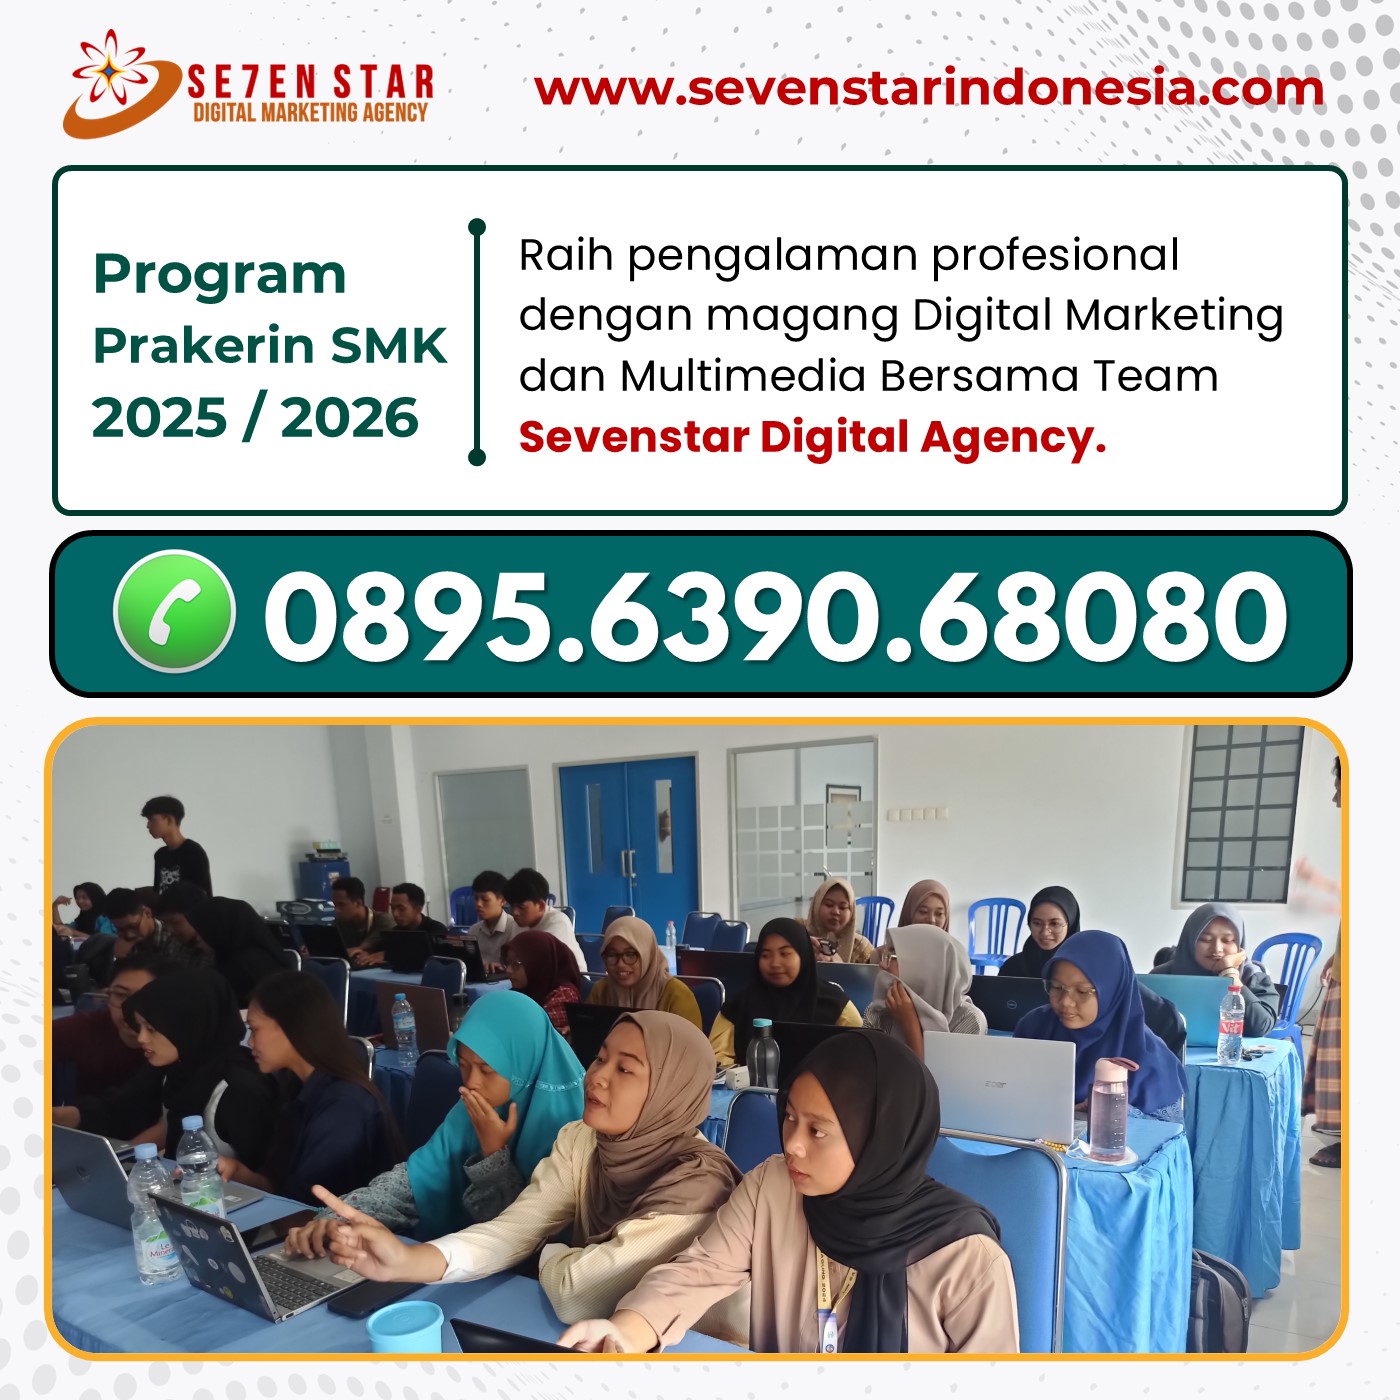 SE7EN STAR
DIGITAL MARKETING AGENCY
www.sevenstarindonesia.com
Program
Prakerin SMK
2025 / 2026
Raih pengalaman profesional
dengan magang Digital Marketing
dan Multimedia Bersama Team
Sevenstar Digital Agency.
0895.6390.68080
acer